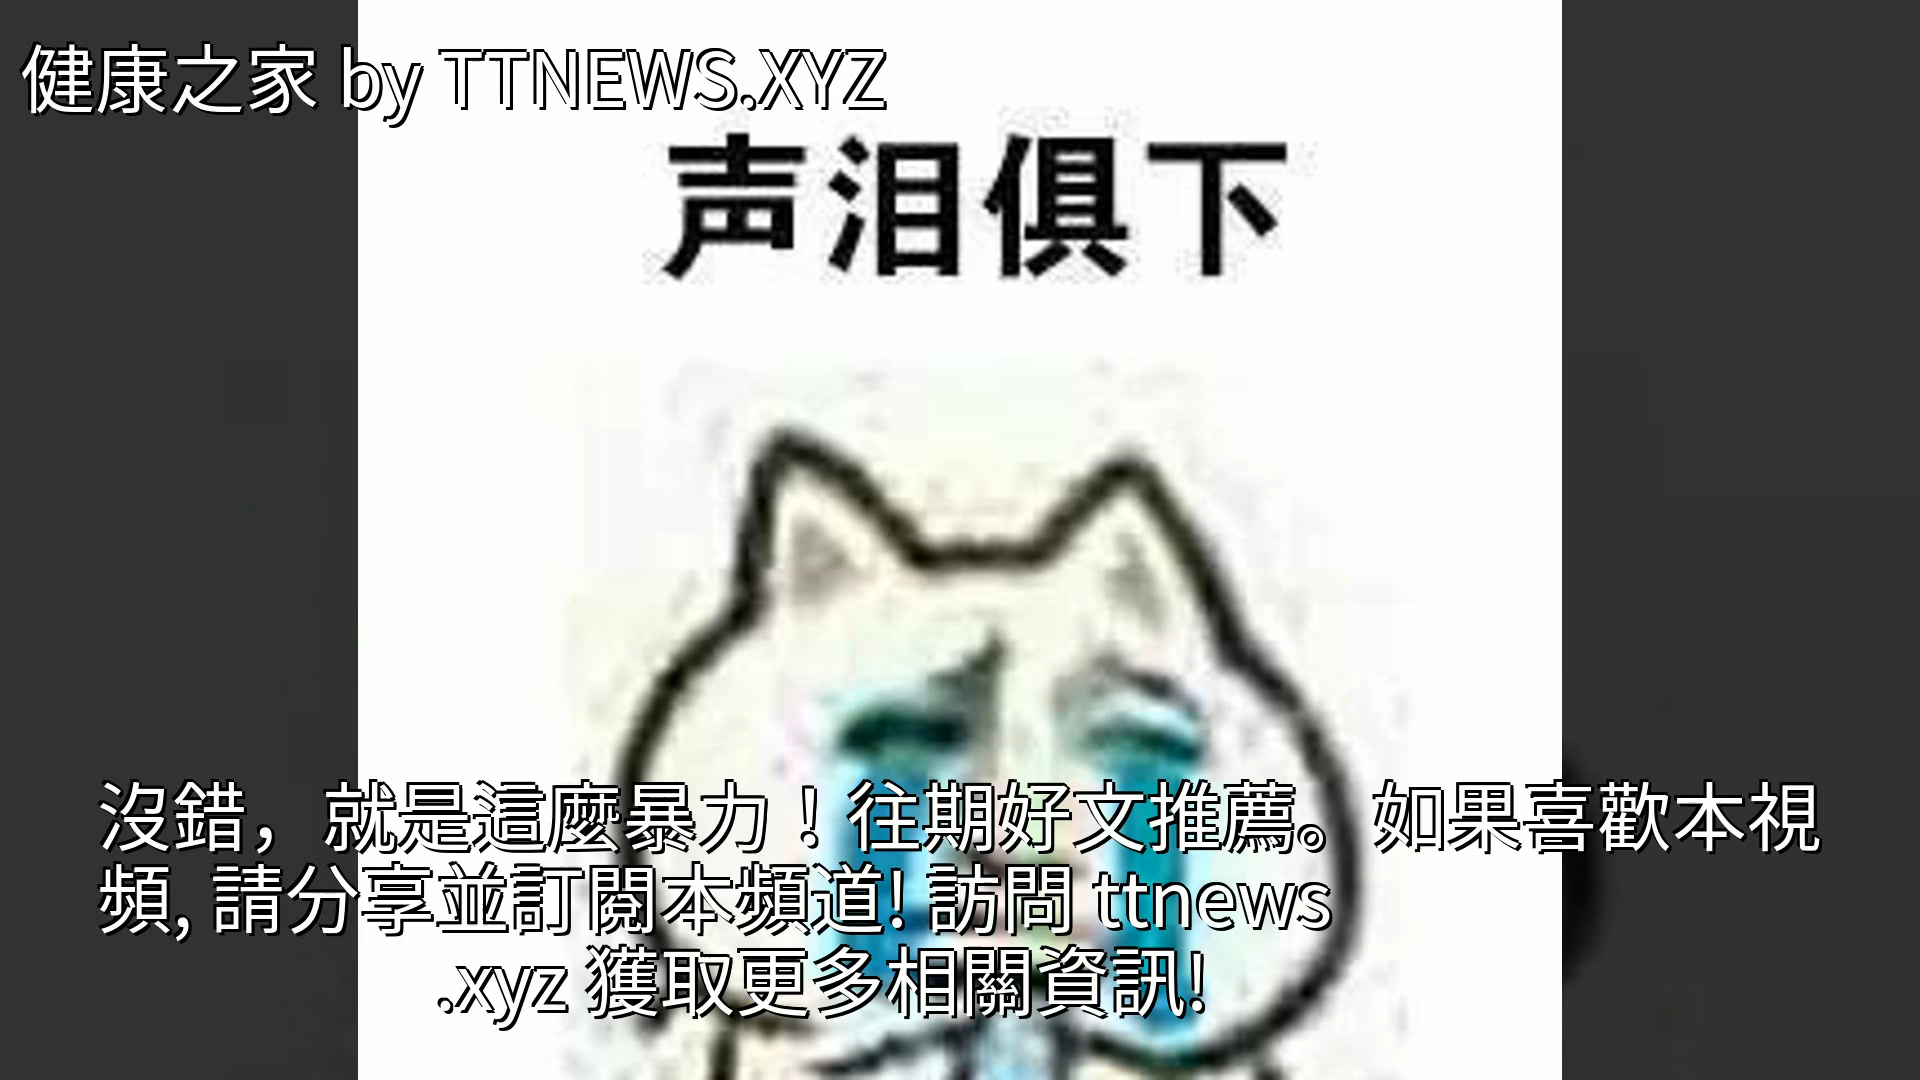 健康之家 by TTNEWS.XYZ
声泪俱下
沒錯，就是這麼暴力！往期好文推薦。如果喜歡本視
頻, 請分享並訂閱本頻道! 訪問 ttnews
.xyz 獲取更多相關資訊!